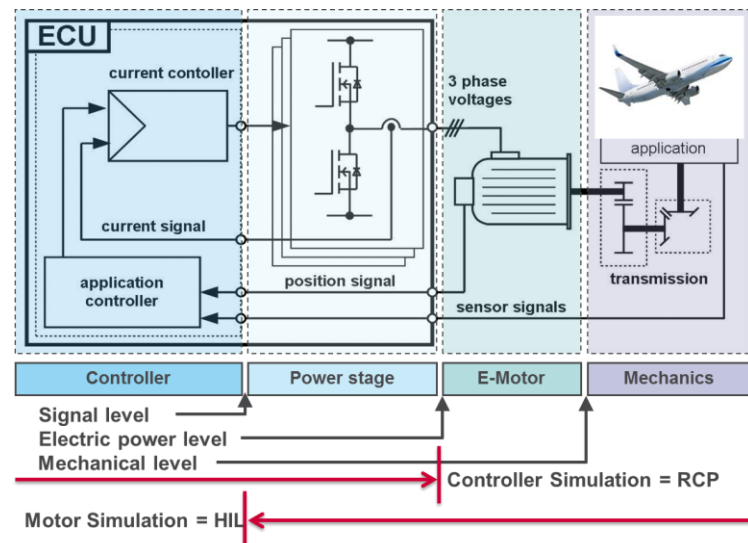 ECU
current contoller
3 phase
voltages
application
current signal
application
controller
position signal
transmission
sensor signals
Controller
Power stage
E-Motor
Mechanics
Signal level
Electric power level
Mechanical level
Controller Simulation = RCP
Motor Simulation = HIL